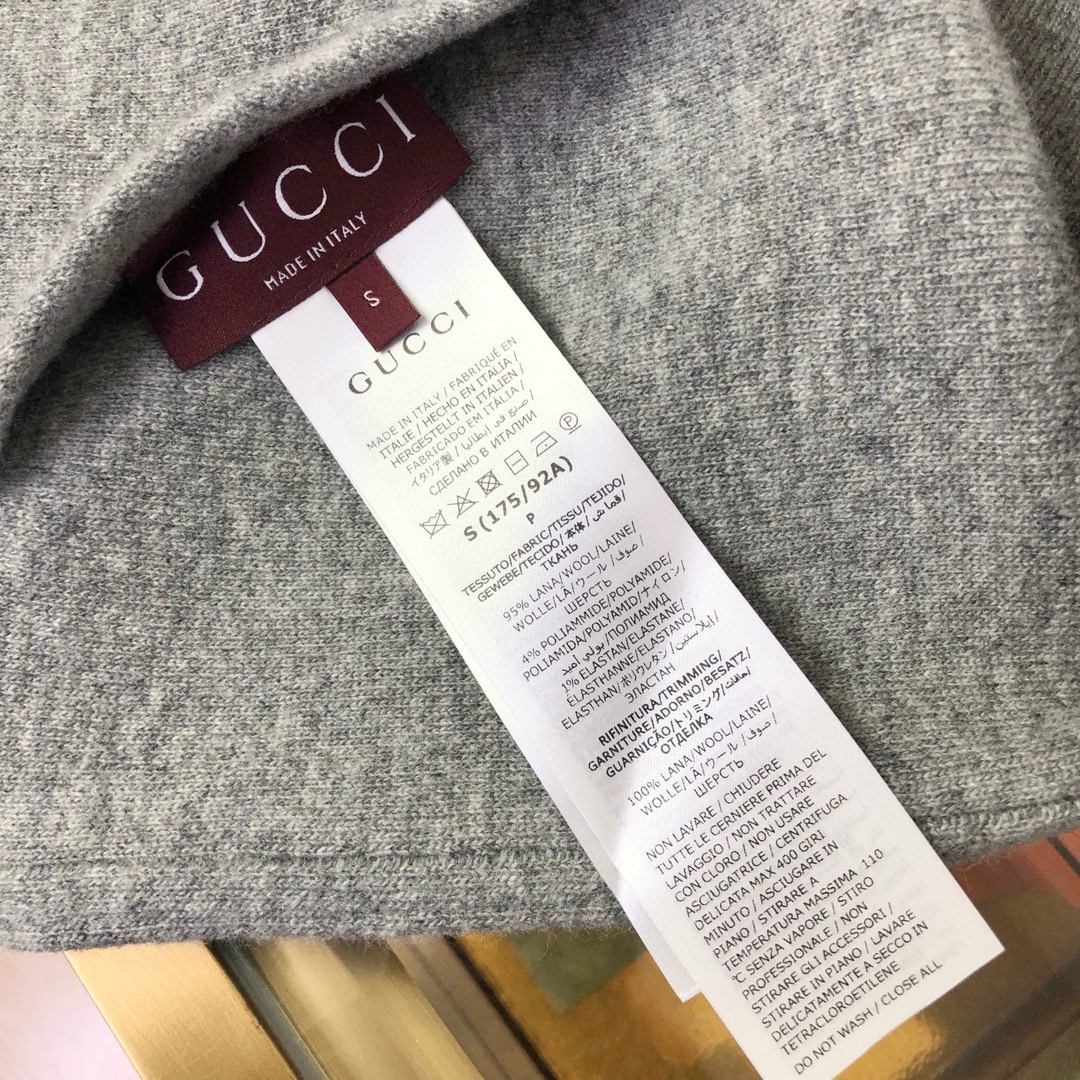 GUCCI
MADE IN ITALY
S
GUCCI
MADE IN ITALY / FABRIQUÉ EN
ITALIE / HECHO EN ITALIA /
HERGESTELLT IN ITALIEN /
FABRICADO EM ITÁLIA /
イタリア製 / صنع في ايطاليا /
СДЕЛАНО В ИТАЛИИ
P
S (175/92A)
P
TESSUTO/FABRIC/TISSU/TEJIDO/
GEWEBE/TECIDO/本体/ قماش /
ТКАНЬ
95% LANA/WOOL/LAINE/
WOLLE/LÃ/ウール / صوف /
ШЕРСТЬ
4% POLIAMMIDE/POLYAMIDE/
POLIAMIDA/POLYAMID/ナイロン/
بولي اميد/ПОЛИАМИД
1% ELASTAN/ELASTANE/
ÉLASTHANNE/ELASTANO/
ELASTHAN/ポリウレタン/
ЭЛАСТАН
RIFINITURA/TRIMMING/
GARNITURE/ADORNO/BESATZ/
GUARNIÇÃO/トリミング/
ОТДЕЛКА
100% LANA/WOOL/LAINE/
WOLLE/LÃ/ウール / صوف /
ШЕРСТЬ
NON LAVARE / CHIUDERE
TUTTE LE CERNIERE PRIMA DEL
LAVAGGIO / NON TRATTARE
CON CLORO / NON USARE
ASCIUGATRICE / CENTRIFUGA
DELICATA MAX 400 GIRI
MINUTO / ASCIUGARE IN
PIANO / STIRARE A
TEMPERATURA MASSIMA 110
°C SENZA VAPORE / STIRO
PROFESSIONALE / NON
STIRARE GLI ACCESSORI /
STIRARE IN PIANO / LAVARE
DELICATAMENTE A SECCO IN
TETRACLOROETILENE
DO NOT WASH / CLOSE ALL